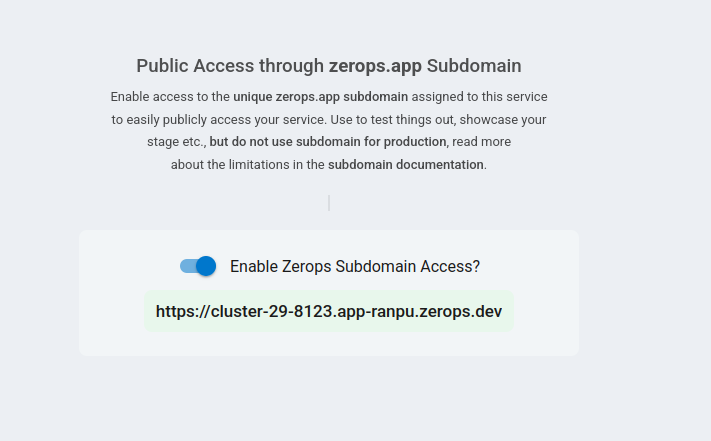 Public Access through zerops.app Subdomain
Enable access to the unique zerops.app subdomain assigned to this service
to easily publicly access your service. Use to test things out, showcase your
stage etc., but do not use subdomain for production, read more
about the limitations in the subdomain documentation.
Enable Zerops Subdomain Access?
https://cluster-29-8123.app-ranpu.zerops.dev